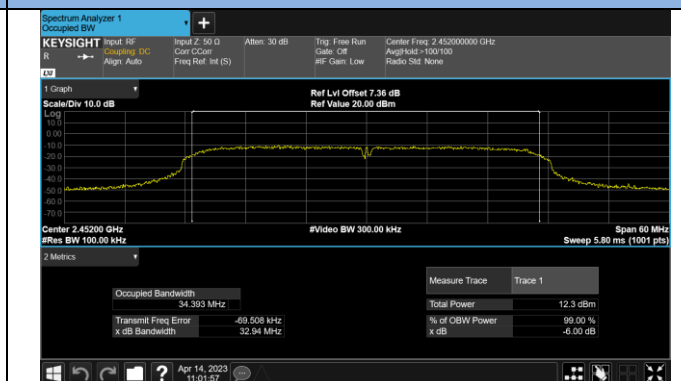 Spectrum Analyzer 1
Occupied BW
+
KEYSIGHT Input: RF Input Z: 50 Ω Atten: 30 dB Trig: Free Run Center Freq: 2.452000000 GHz
R Coupling: DC Corr CCorr Gate: Off Avg|Hold:>100/100
Align: Auto Freq Ref: Int (S) #IF Gain: Low Radio Std: None
LXI
1 Graph
Ref Lvl Offset 7.36 dB
Scale/Div 10.0 dB Ref Value 20.00 dBm
Log
10.0
0.00
-10.0
-20.0
-30.0
-40.0
-50.0
-60.0
-70.0
Center 2.45200 GHz #Video BW 300.00 kHz Span 60 MHz
#Res BW 100.00 kHz Sweep 5.80 ms (1001 pts)
2 Metrics
Measure Trace Trace 1
Occupied Bandwidth
34.393 MHz Total Power 12.3 dBm
Transmit Freq Error -69.508 kHz % of OBW Power 99.00 %
x dB Bandwidth 32.94 MHz x dB -6.00 dB
? Apr 14, 2023
11:01:57